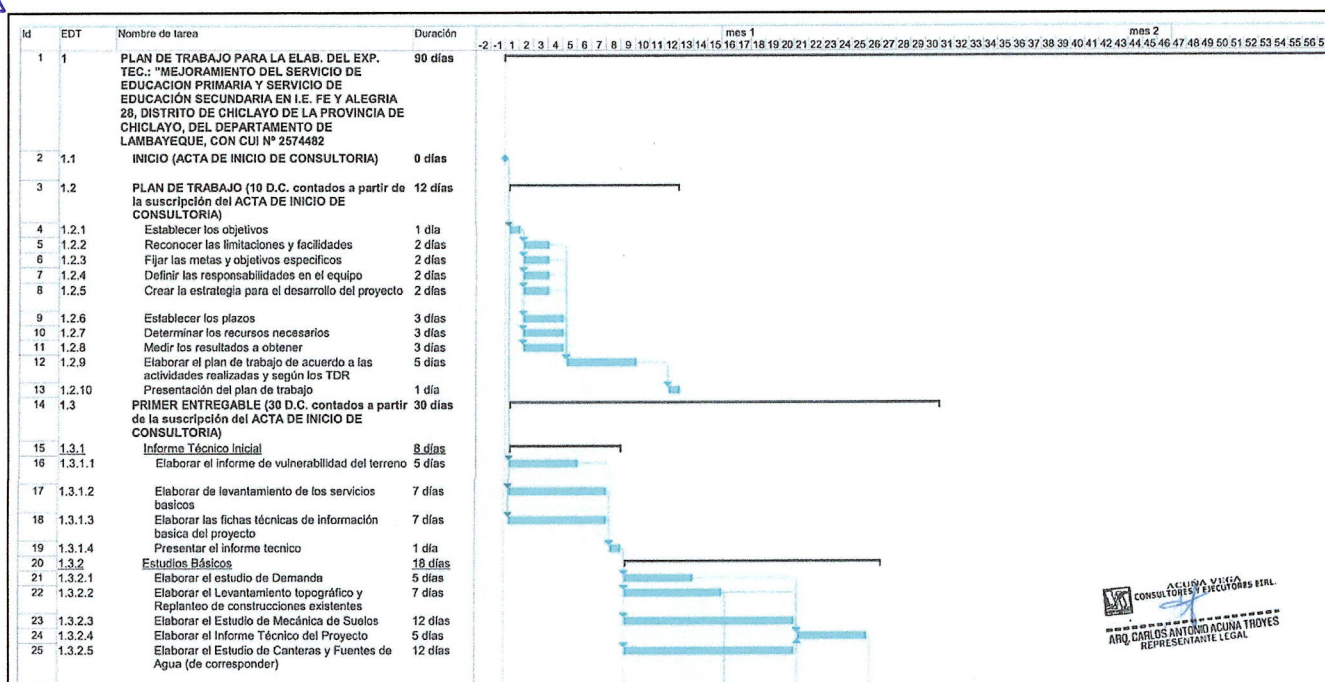 Id EDT Nombre de tarea Duración mes 1 mes 2
-2 -1 1 2 3 4 5 6 7 8 9 10 11 12 13 14 15 16 17 18 19 20 21 22 23 24 25 26 27 28 29 30 31 32 33 34 35 36 37 38 39 40 41 42 43 44 45 46 47 48 49 50 51 52 53 54 55 56 5
1 1 PLAN DE TRABAJO PARA LA ELAB. DEL EXP. 90 días
TEC.: "MEJORAMIENTO DEL SERVICIO DE
EDUCACION PRIMARIA Y SERVICIO DE
EDUCACIÓN SECUNDARIA EN I.E. FE Y ALEGRIA
28, DISTRITO DE CHICLAYO DE LA PROVINCIA DE
CHICLAYO, DEL DEPARTAMENTO DE
LAMBAYEQUE, CON CUI Nº 2574482
2 1.1 INICIO (ACTA DE INICIO DE CONSULTORIA) 0 días
3 1.2 PLAN DE TRABAJO (10 D.C. contados a partir de 12 días
la suscripción del ACTA DE INICIO DE
CONSULTORIA)
4 1.2.1 Establecer los objetivos 1 día
5 1.2.2 Reconocer las limitaciones y facilidades 2 días
6 1.2.3 Fijar las metas y objetivos especificos 2 días
7 1.2.4 Definir las responsabilidades en el equipo 2 días
8 1.2.5 Crear la estrategia para el desarrollo del proyecto 2 días
9 1.2.6 Establecer los plazos 3 días
10 1.2.7 Determinar los recursos necesarios 3 días
11 1.2.8 Medir los resultados a obtener 3 días
12 1.2.9 Elaborar el plan de trabajo de acuerdo a las 5 días
actividades realizadas y según los TDR
13 1.2.10 Presentación del plan de trabajo 1 día
14 1.3 PRIMER ENTREGABLE (30 D.C. contados a partir 30 días
de la suscripción del ACTA DE INICIO DE
CONSULTORIA)
15 1.3.1 Informe Técnico Inicial 8 días
16 1.3.1.1 Elaborar el informe de vulnerabilidad del terreno 5 días
17 1.3.1.2 Elaborar de levantamiento de los servicios 7 días
basicos
18 1.3.1.3 Elaborar las fichas técnicas de información 7 días
basica del proyecto
19 1.3.1.4 Presentar el informe tecnico 1 día
20 1.3.2 Estudios Básicos 18 días
21 1.3.2.1 Elaborar el estudio de Demanda 5 días
22 1.3.2.2 Elaborar el Levantamiento topográfico y 7 días
Replanteo de construcciones existentes
23 1.3.2.3 Elaborar el Estudio de Mecánica de Suelos 12 días
24 1.3.2.4 Elaborar el Informe Técnico del Proyecto 5 días
25 1.3.2.5 Elaborar el Estudio de Canteras y Fuentes de 12 días
Agua (de corresponder)
ACUÑA VEGA
CONSULTORES Y EJECUTORES EIRL.
ARQ. CARLOS ANTONIO ACUÑA TROYES
REPRESENTANTE LEGAL